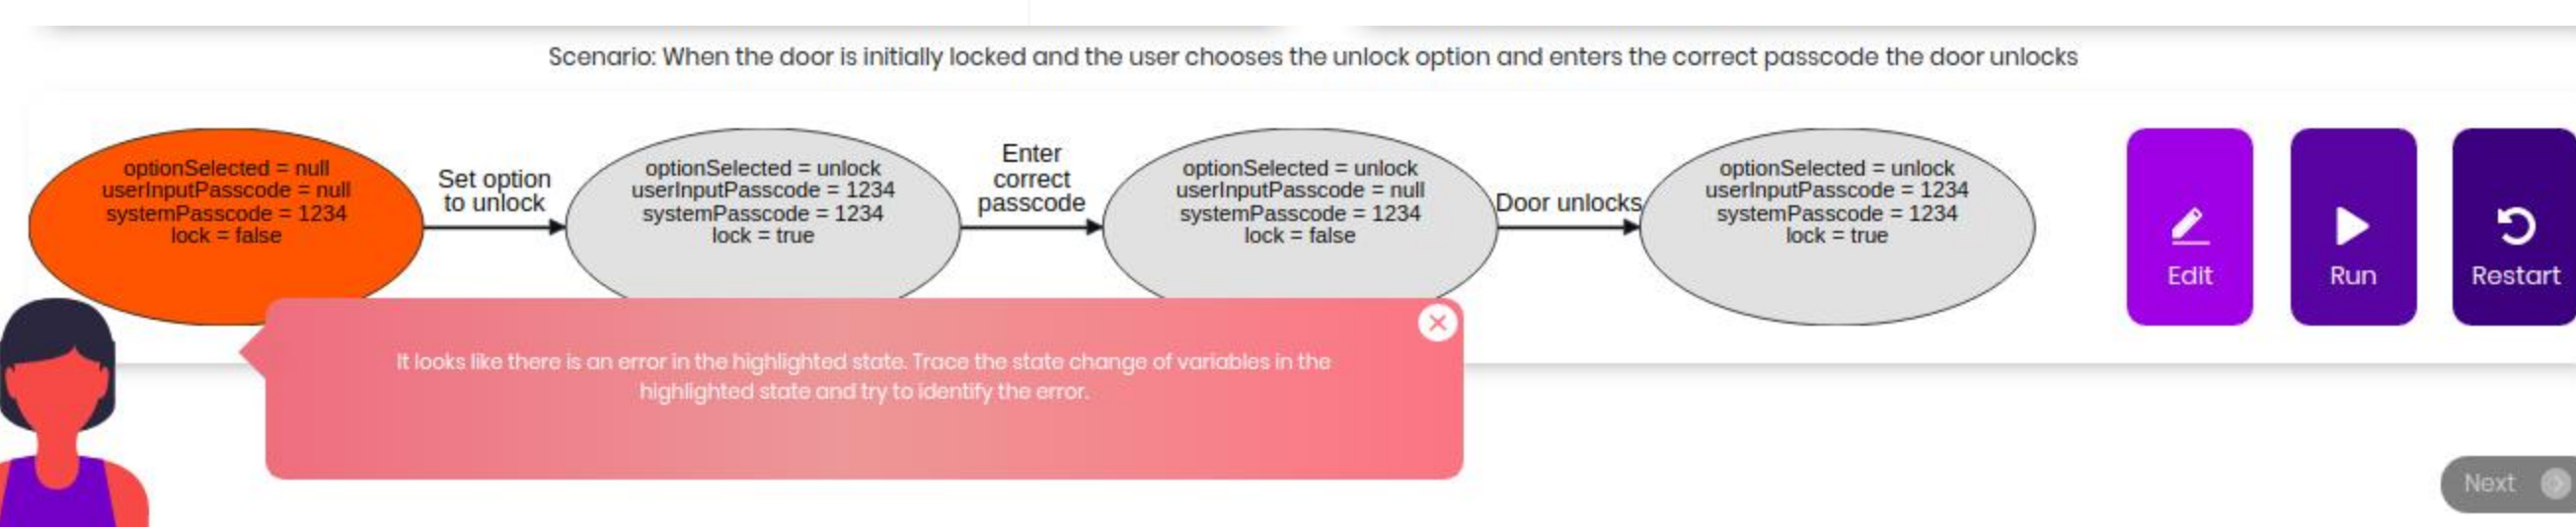 Scenario: When the door is initially locked and the user chooses the unlock option and enters the correct passcode the door unlocks
optionSelected = null
userInputPasscode = null
systemPasscode = 1234
lock = false
Set option
to unlock
optionSelected = unlock
userInputPasscode = 1234
systemPasscode = 1234
lock = true
Enter
correct
passcode
optionSelected = unlock
userInputPasscode = null
systemPasscode = 1234
lock = false
Door unlocks
optionSelected = unlock
userInputPasscode = 1234
systemPasscode = 1234
lock = true
Edit
Run
Restart
It looks like there is an error in the highlighted state. Trace the state change of variables in the
highlighted state and try to identify the error.
Next